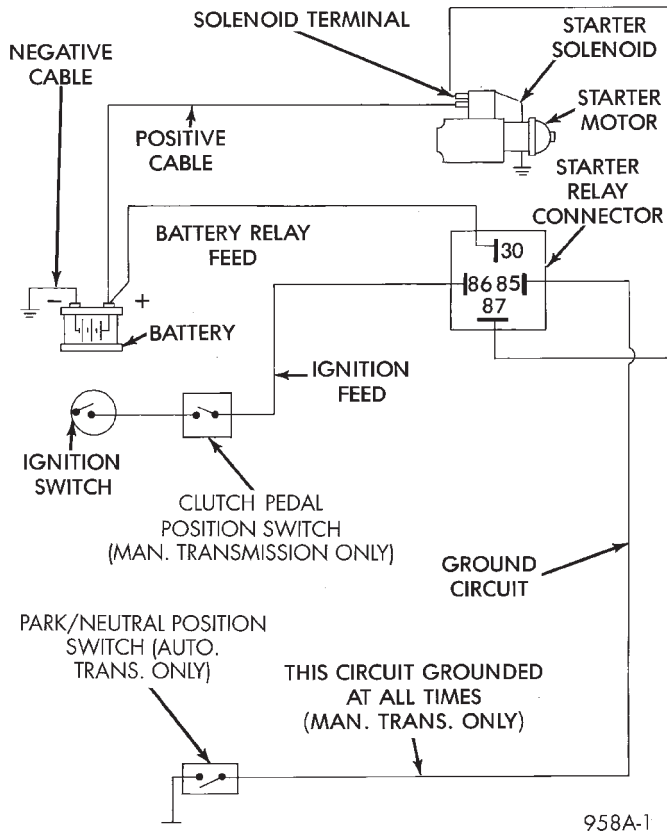 SOLENOID TERMINAL
STARTER
SOLENOID
NEGATIVE
CABLE
STARTER
MOTOR
POSITIVE
CABLE
STARTER
RELAY
CONNECTOR
BATTERY RELAY
FEED
30
86 85
87
- +
BATTERY
IGNITION
FEED
IGNITION
SWITCH
CLUTCH PEDAL
POSITION SWITCH
(MAN. TRANSMISSION ONLY)
GROUND
CIRCUIT
PARK/NEUTRAL POSITION
SWITCH (AUTO.
TRANS. ONLY)
THIS CIRCUIT GROUNDED
AT ALL TIMES
(MAN. TRANS. ONLY)
958A-1